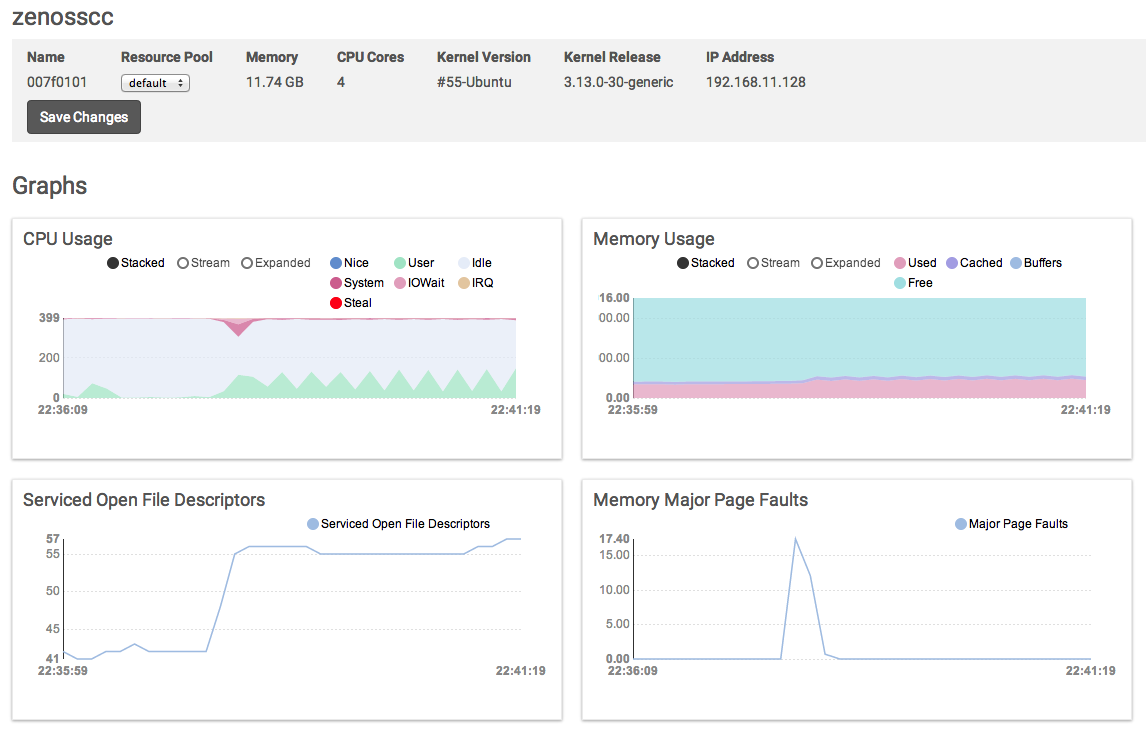 zenosscc
Name Resource Pool Memory CPU Cores Kernel Version Kernel Release IP Address
007f0101 default 11.74 GB 4 #55-Ubuntu 3.13.0-30-generic 192.168.11.128
Save Changes
Graphs
CPU Usage
Stacked Stream Expanded Nice User Idle
System IOWait IRQ
Steal
399
200
0
22:36:09 22:41:19
Memory Usage
Stacked Stream Expanded Used Cached Buffers
Free
16.00
00.00
00.00
0.00
22:35:59 22:41:19
Serviced Open File Descriptors
Serviced Open File Descriptors
57
55
50
45
41
22:35:59 22:41:19
Memory Major Page Faults
Major Page Faults
17.40
15.00
10.00
5.00
0.00
22:36:09 22:41:19